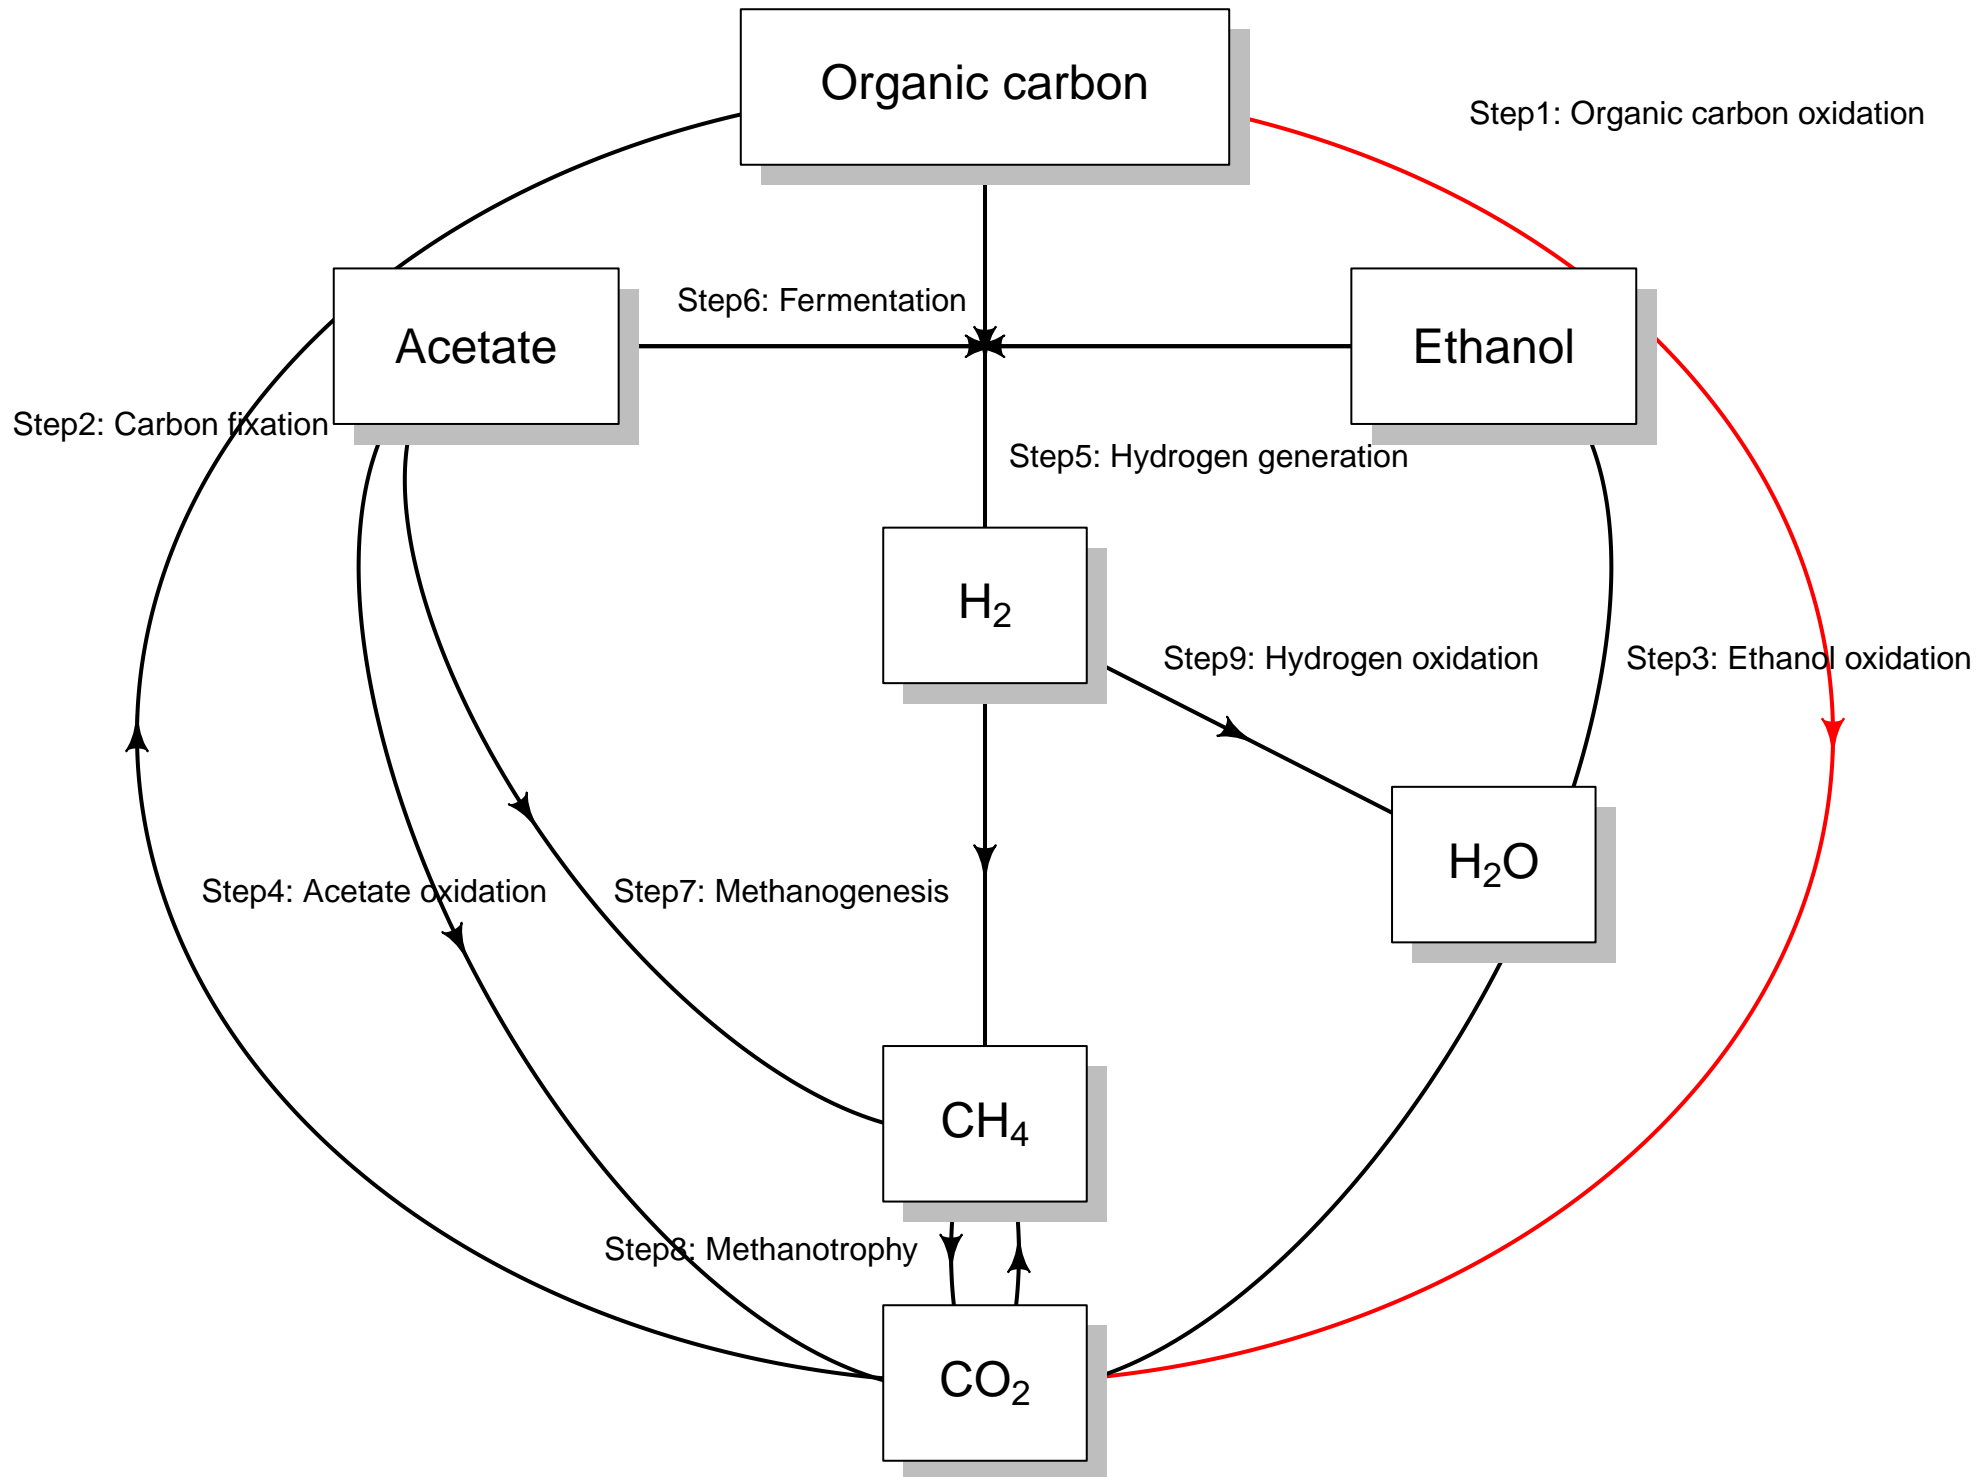 Organic carbon
Step1: Organic carbon oxidation
Step6: Fermentation
Acetate
Ethanol
Step2: Carbon fixation
Step5: Hydrogen generation
H₂
Step9: Hydrogen oxidation
Step3: Ethanol oxidation
H₂O
Step4: Acetate oxidation
Step7: Methanogenesis
CH₄
Step8: Methanotrophy
CO₂